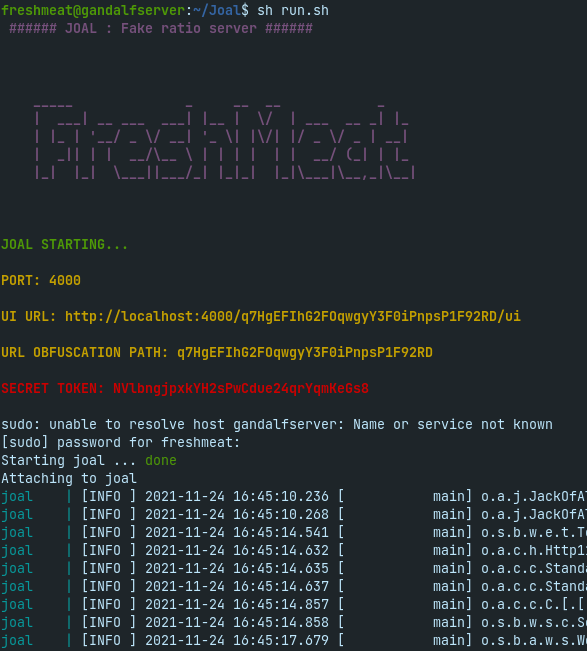 freshmeat@gandalfserver:~/Joal$ sh run.sh
###### JOAL : Fake ratio server ######
FreshMeat
JOAL STARTING...
PORT: 4000
UI URL: http://localhost:4000/q7HgEFIhG2FOqwgyY3F0iPnpsP1F92RD/ui
URL OBFUSCATION PATH: q7HgEFIhG2FOqwgyY3F0iPnpsP1F92RD
SECRET TOKEN: NVlbngjpxkYH2sPwCdue24qrYqmKeGs8
sudo: unable to resolve host gandalfserver: Name or service not known
[sudo] password for freshmeat:
Starting joal ... done
Attaching to joal
joal    | [INFO ] 2021-11-24 16:45:10.236 [           main] o.a.j.JackOfAl
joal    | [INFO ] 2021-11-24 16:45:10.268 [           main] o.a.j.JackOfAl
joal    | [INFO ] 2021-11-24 16:45:14.541 [           main] o.s.b.w.e.t.To
joal    | [INFO ] 2021-11-24 16:45:14.632 [           main] o.a.c.h.Http11
joal    | [INFO ] 2021-11-24 16:45:14.635 [           main] o.a.c.c.Standa
joal    | [INFO ] 2021-11-24 16:45:14.637 [           main] o.a.c.c.Standa
joal    | [INFO ] 2021-11-24 16:45:14.857 [           main] o.a.c.c.C.[.[
joal    | [INFO ] 2021-11-24 16:45:14.858 [           main] o.s.b.w.s.c.Se
joal    | [INFO ] 2021-11-24 16:45:17.679 [           main] o.s.b.a.w.s.We